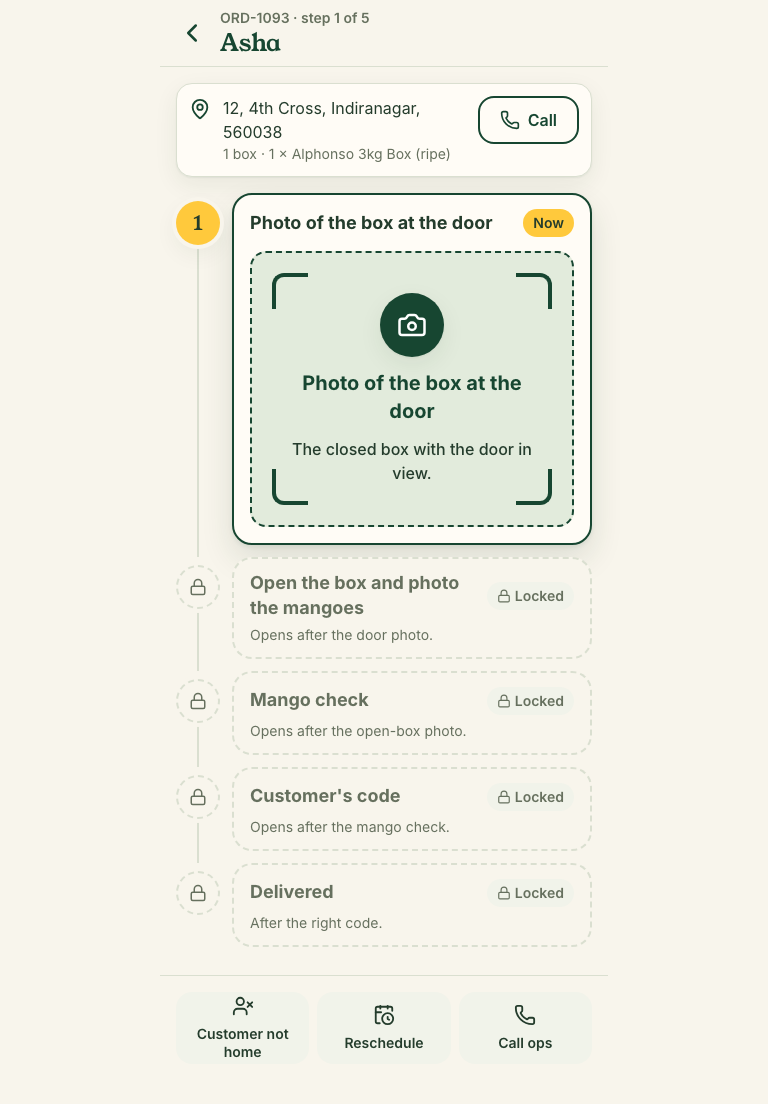 ORD-1093 · step 1 of 5
Asha
12, 4th Cross, Indiranagar,
560038
1 box · 1 × Alphonso 3kg Box (ripe)
Call
1
Photo of the box at the door
Now
Photo of the box at the
door
The closed box with the door in
view.
Open the box and photo
the mangoes
Locked
Opens after the door photo.
Mango check
Locked
Opens after the open-box photo.
Customer's code
Locked
Opens after the mango check.
Delivered
Locked
After the right code.
Customer not
home
Reschedule
Call ops